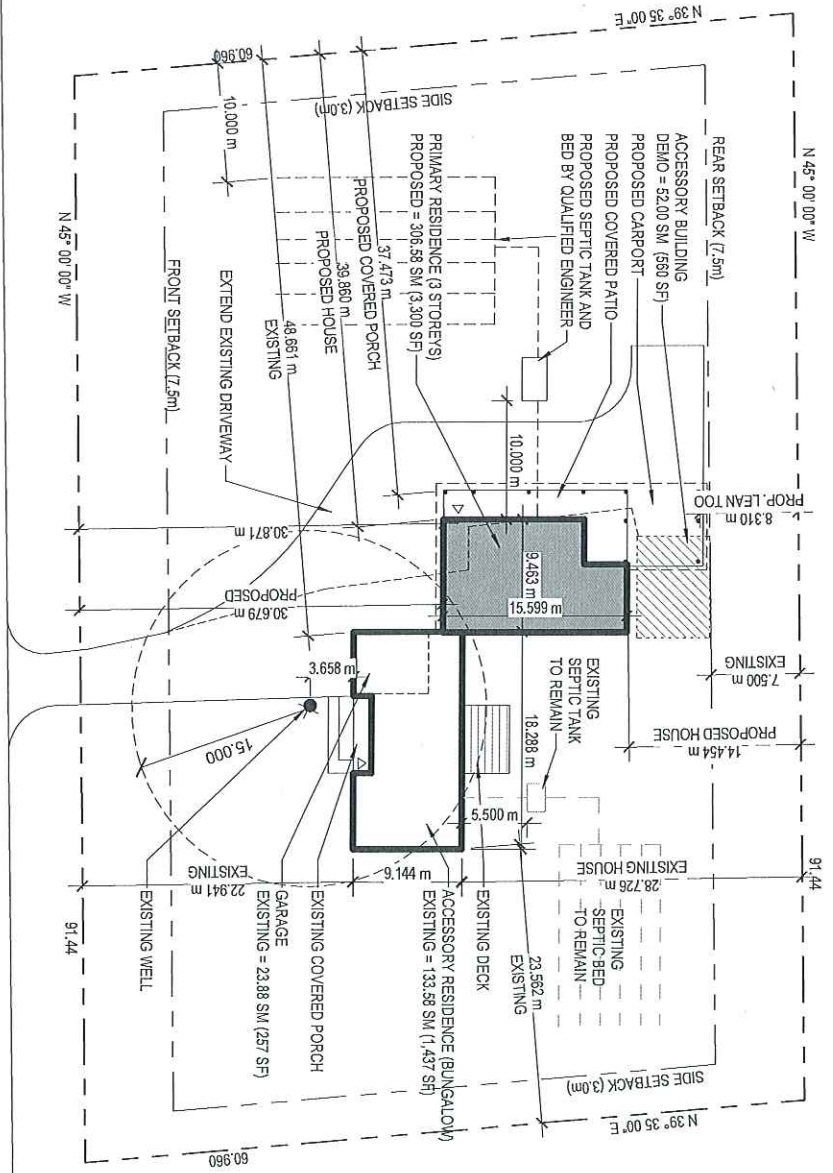 N 39° 35' 00" E
60.960
SIDE SETBACK (3.0m)
10.000 m
N 45° 00' 00" W
REAR SETBACK (7.5m)
ACCESSORY BUILDING
DEMO = 52.00 SM (560 SF)
PROPOSED CARPORT
PROPOSED COVERED PATIO
PROPOSED SEPTIC TANK AND
BED BY QUALIFIED ENGINEER
PRIMARY RESIDENCE (3 STOREYS)
PROPOSED = 306.58 SM (3,300 SF)
37.473 m
PROPOSED COVERED PORCH
39.860 m
PROPOSED HOUSE
48.661 m
EXISTING
EXTEND EXISTING DRIVEWAY
FRONT SETBACK (7.5m)
N 45° 00' 00" W
10.000 m
PROP. LEAN TOO
8.310 m
30.871 m
9.463 m
15.599 m
PROPOSED
30.679 m
EXISTING
7.500 m
PROPOSED HOUSE
14.454 m
3.658 m
EXISTING
SEPTIC TANK
TO REMAIN
18.288 m
15.000
5.500 m
91.44
EXISTING HOUSE
28.726 m
EXISTING
22.941 m
9.144 m
EXISTING
SEPTIC-BED
TO REMAIN
23.562 m
EXISTING
EXISTING DECK
ACCESSORY RESIDENCE (BUNGALOW)
EXISTING = 133.58 SM (1,437 SF)
GARAGE
EXISTING = 23.88 SM (257 SF)
EXISTING COVERED PORCH
EXISTING WELL
91.44
SIDE SETBACK (3.0m)
N 39° 35' 00" E
60.960